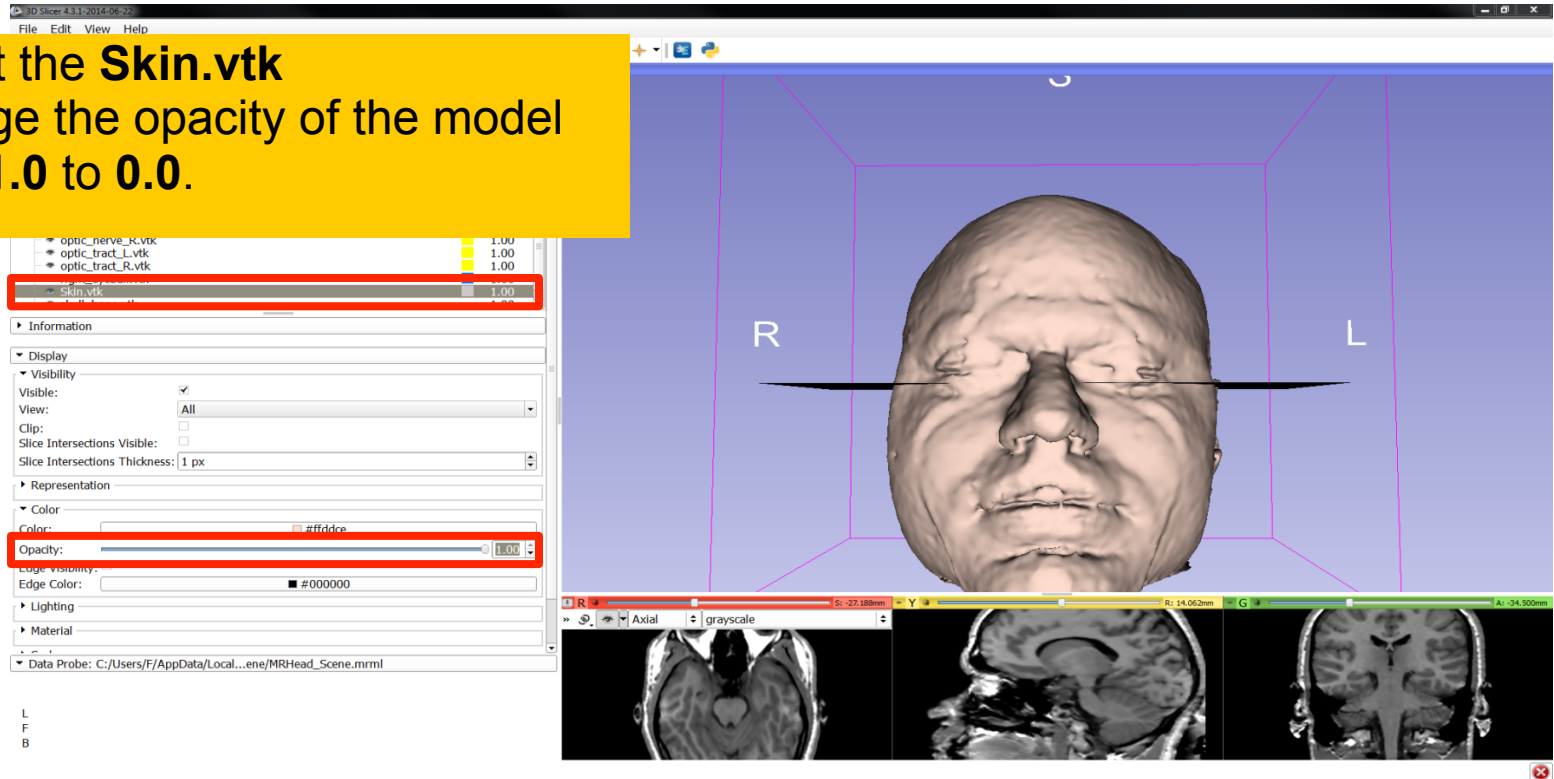 3D Slicer 4.3.1-2014-06-22
File Edit View Help
t the Skin.vtk
ge the opacity of the model
1.0 to 0.0.
optic_nerve_R.vtk 1.00
optic_tract_L.vtk 1.00
optic_tract_R.vtk 1.00
Skin.vtk 1.00
Information
Display
Visibility
Visible:
View: All
Clip:
Slice Intersections Visible:
Slice Intersections Thickness: 1 px
Representation
Color
Color: #ffddce
Opacity: 1.00
Edge Visibility:
Edge Color: #000000
Lighting
Material
Data Probe: C:/Users/F/AppData/Local...ene/MRHead_Scene.mrml
L
F
B
S
R
L
R S: -27.188mm
Y R: 14.062mm
G A: -34.500mm
» Axial grayscale